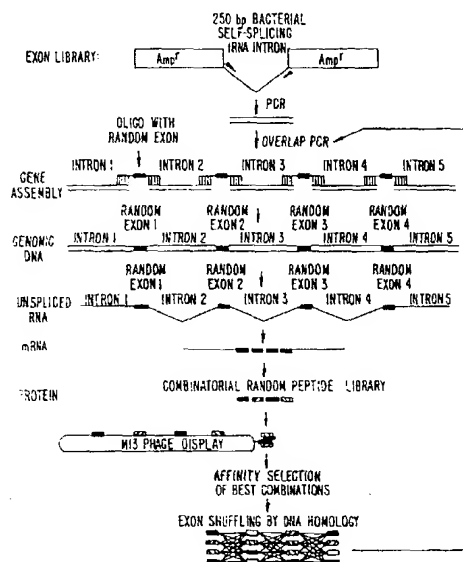 250 bp BACTERIAL
SELF-SPLICING
tRNA INTRON
EXON LIBRARY:
Ampr
Ampr
PCR
OLIGO WITH
RANDOM EXON
OVERLAP PCR
GENE
ASSEMBLY
INTRON 1 INTRON 2 INTRON 3 INTRON 4 INTRON 5
RANDOM EXON 1 RANDOM EXON 2 RANDOM EXON 3 RANDOM EXON 4
GENOMIC
DNA
INTRON 1 INTRON 2 INTRON 3 INTRON 4 INTRON 5
RANDOM EXON 1 RANDOM EXON 2 RANDOM EXON 3 RANDOM EXON 4
UNSPLICED
RNA
INTRON 1 INTRON 2 INTRON 3 INTRON 4 INTRON 5
mRNA
PROTEIN
COMBINATORIAL RANDOM PEPTIDE LIBRARY
M13 PHAGE DISPLAY
AFFINITY SELECTION
OF BEST COMBINATIONS
EXON SHUFFLING BY DNA HOMOLOGY